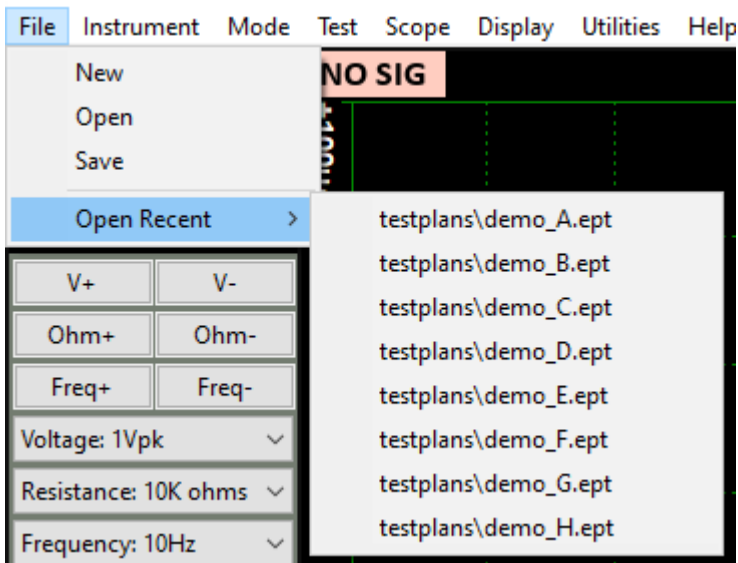 File Instrument Mode Test Scope Display Utilities Help
New
NO SIG
Open
Save
Open Recent
testplans\demo_A.ept
testplans\demo_B.ept
testplans\demo_C.ept
testplans\demo_D.ept
testplans\demo_E.ept
testplans\demo_F.ept
testplans\demo_G.ept
testplans\demo_H.ept
V+ V-
Ohm+ Ohm-
Freq+ Freq-
Voltage: 1Vpk
Resistance: 10K ohms
Frequency: 10Hz